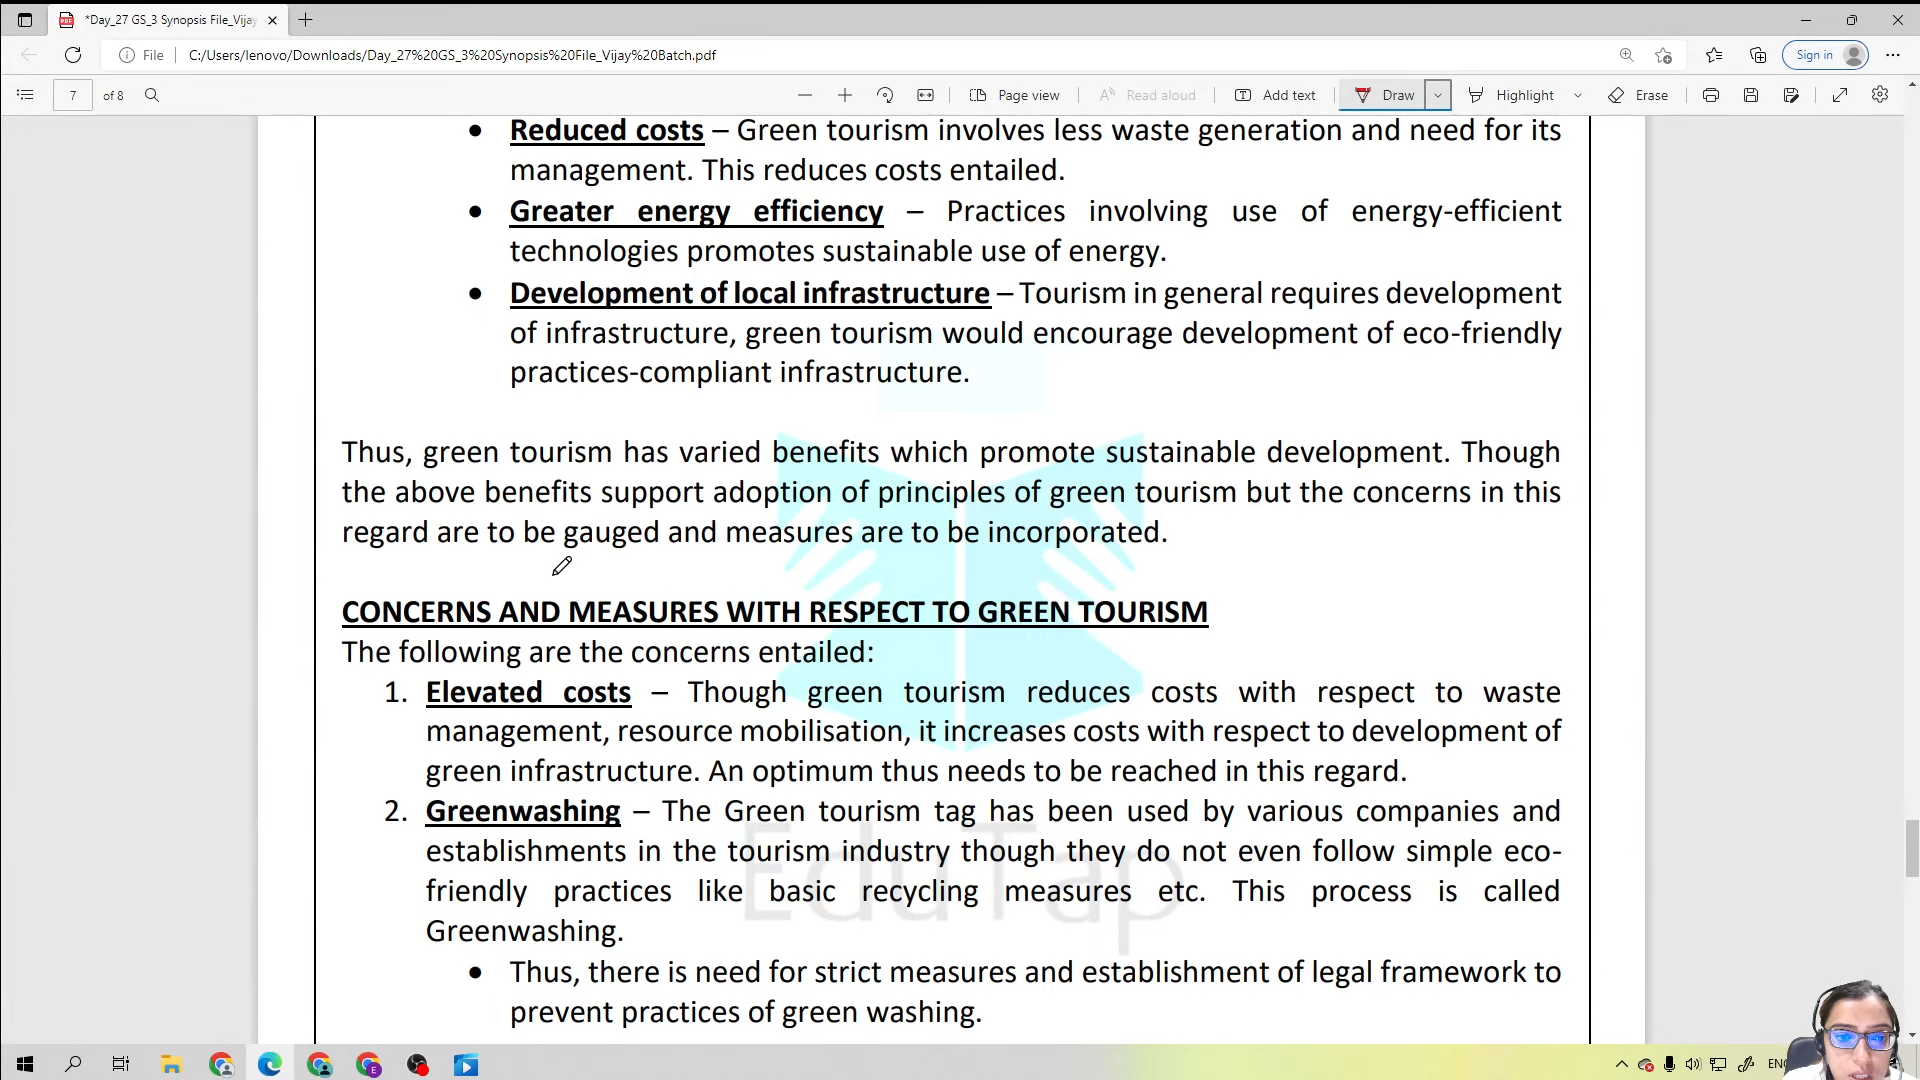 *Day_27 GS_3 Synopsis File_Vijay
File
C:/Users/lenovo/Downloads/Day_27%20GS_3%20Synopsis%20File_Vijay%20Batch.pdf
Sign in
7 of 8
Page view
Read aloud
Add text
Draw
Highlight
Erase
• Reduced costs – Green tourism involves less waste generation and need for its
management. This reduces costs entailed.
• Greater energy efficiency – Practices involving use of energy-efficient
technologies promotes sustainable use of energy.
• Development of local infrastructure – Tourism in general requires development
of infrastructure, green tourism would encourage development of eco-friendly
practices-compliant infrastructure.
Thus, green tourism has varied benefits which promote sustainable development. Though
the above benefits support adoption of principles of green tourism but the concerns in this
regard are to be gauged and measures are to be incorporated.
CONCERNS AND MEASURES WITH RESPECT TO GREEN TOURISM
The following are the concerns entailed:
1. Elevated costs – Though green tourism reduces costs with respect to waste
management, resource mobilisation, it increases costs with respect to development of
green infrastructure. An optimum thus needs to be reached in this regard.
2. Greenwashing – The Green tourism tag has been used by various companies and
establishments in the tourism industry though they do not even follow simple eco-
friendly practices like basic recycling measures etc. This process is called
Greenwashing.
• Thus, there is need for strict measures and establishment of legal framework to
prevent practices of green washing.
EduTap